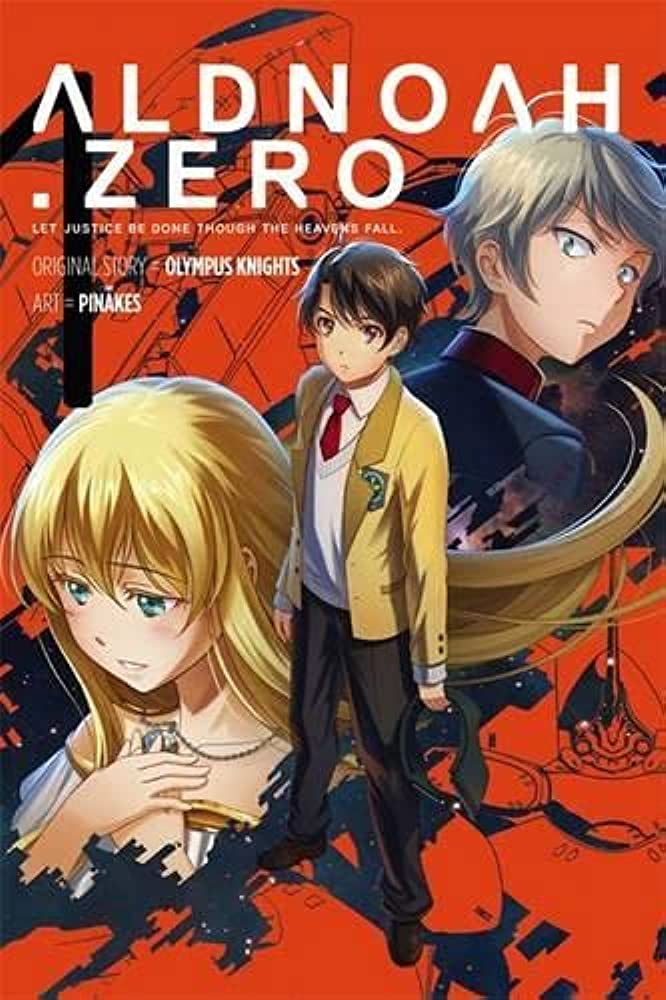 ALDNOAH
.ZERO
LET JUSTICE BE DONE THOUGH THE HEAVENS FALL.
ORIGINAL STORY = OLYMPUS KNIGHTS
ART = PINAKES
1